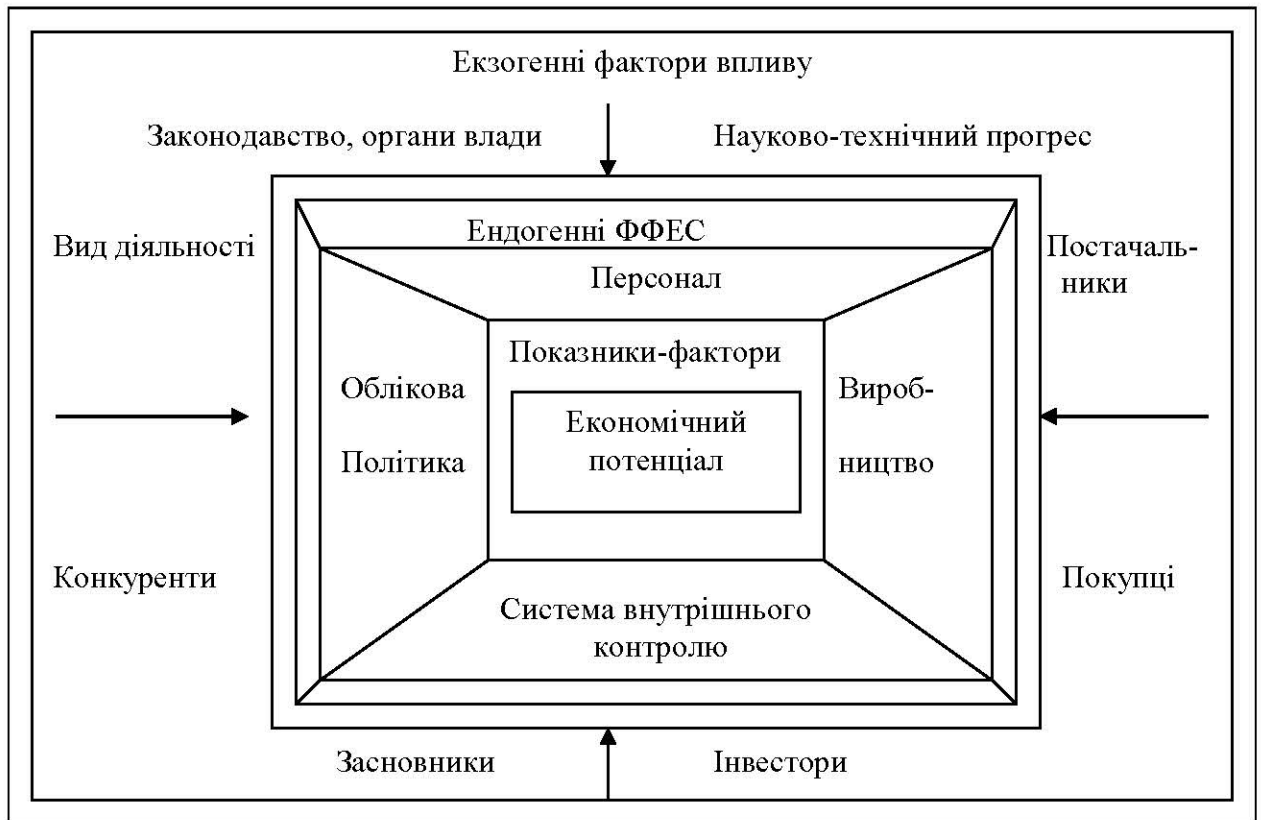 Екзогенні фактори впливу
Законодавство, органи влади
Науково-технічний прогрес
Ендогенні ФФЕС
Вид діяльності
Постачаль-
ники
Персонал
Показники-фактори
Облікова
Політика
Економічний
потенціал
Вироб-
ництво
Конкуренти
Покупці
Система внутрішнього
контролю
Засновники
Інвестори